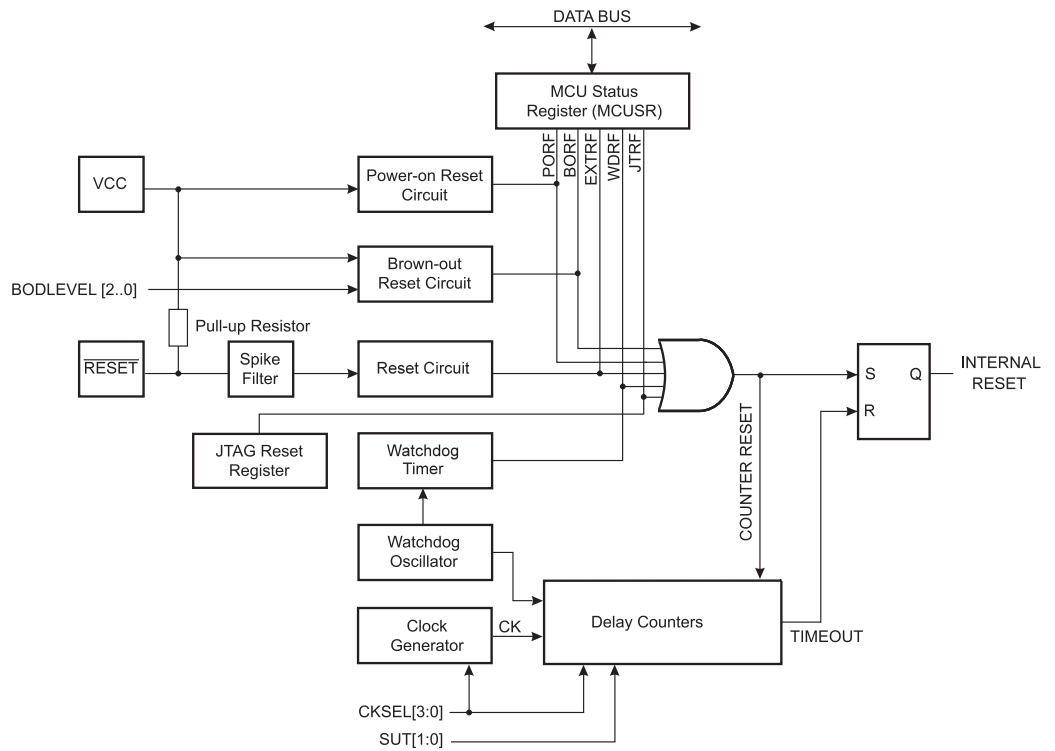 DATA BUS
MCU Status
Register (MCUSR)
PORF
BORF
EXTRF
WDRF
JTRF
VCC
Power-on Reset
Circuit
Brown-out
Reset Circuit
BODLEVEL [2..0]
Pull-up Resistor
RESET
Spike
Filter
Reset Circuit
S
Q
R
INTERNAL
RESET
COUNTER RESET
JTAG Reset
Register
Watchdog
Timer
Watchdog
Oscillator
Clock
Generator
CK
Delay Counters
TIMEOUT
CKSEL[3:0]
SUT[1:0]